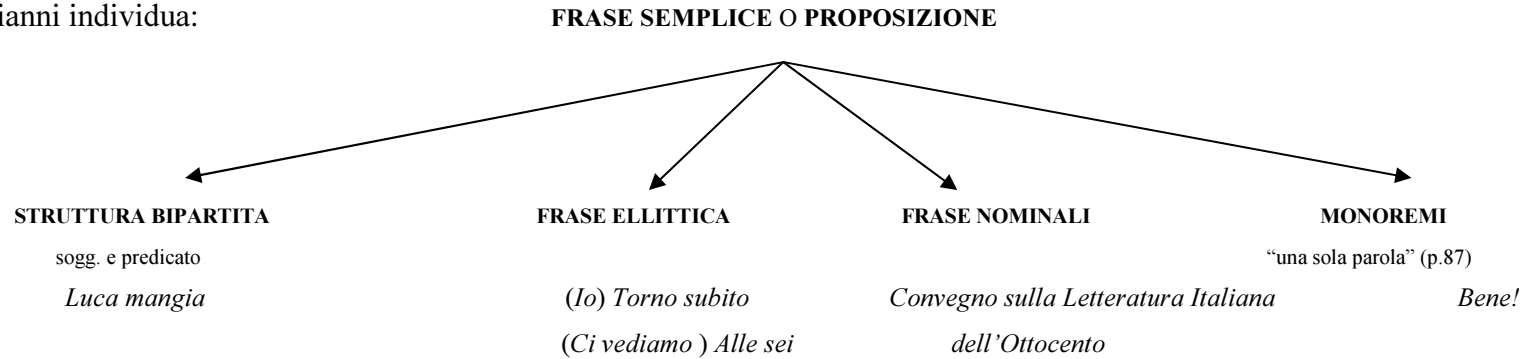 ianni individua:
FRASE SEMPLICE O PROPOSIZIONE
STRUTTURA BIPARTITA
sogg. e predicato
Luca mangia
FRASE ELLITTICA
(Io) Torno subito
(Ci vediamo ) Alle sei
FRASE NOMINALI
Convegno sulla Letteratura Italiana
dell’Ottocento
MONOREMI
“una sola parola” (p.87)
Bene!